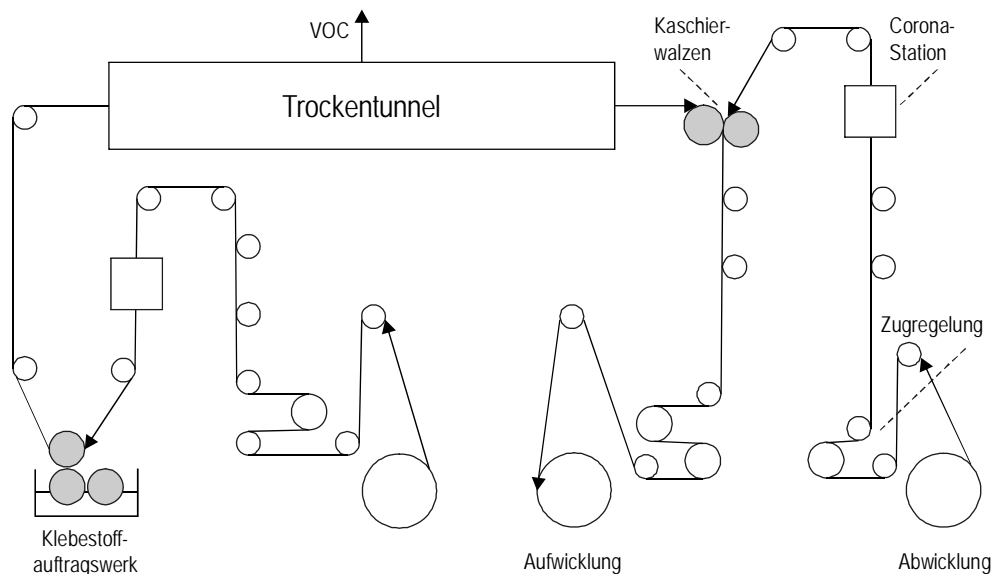 VOC
Kaschier-
walzen
Corona-
Station
Trockentunnel
Zugregelung
Klebestoff-
auftragswerk
Aufwicklung
Abwicklung